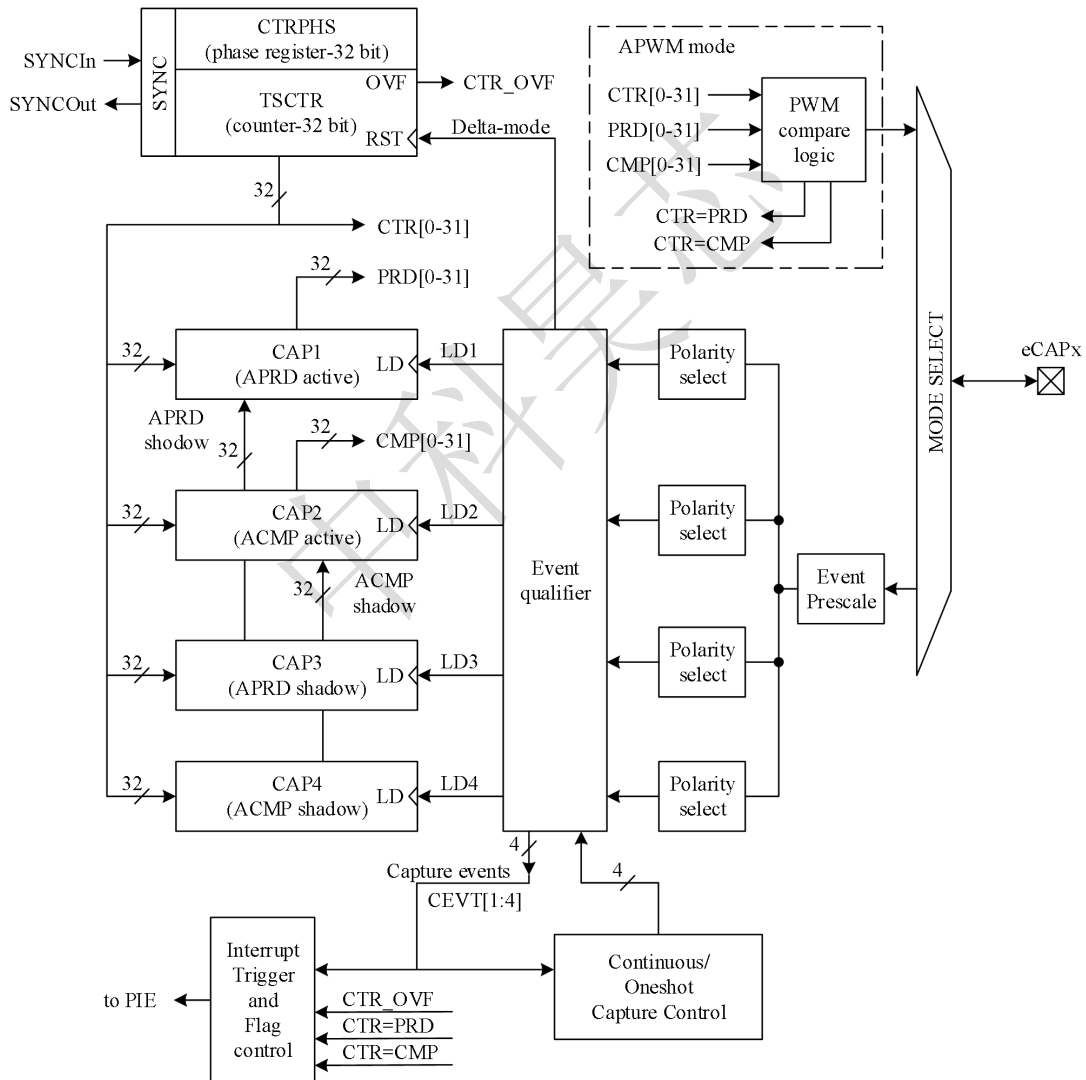 CTRPHS
(phase register-32 bit)
SYNCIn
SYNCOut
SYNC
OVF
CTR_OVF
TSCTR
(counter-32 bit)
RST
Delta-mode
APWM mode
CTR[0-31]
PRD[0-31]
CMP[0-31]
PWM
compare
logic
CTR=PRD
CTR=CMP
32
CTR[0-31]
32
PRD[0-31]
32
CAP1
(APRD active)
LD
LD1
Polarity
select
MODE SELECT
eCAPx
APRD
shodow
32
32
CMP[0-31]
32
CAP2
(ACMP active)
LD
LD2
Polarity
select
32
ACMP
shadow
Event
qualifier
Event
Prescale
32
CAP3
(APRD shadow)
LD
LD3
Polarity
select
32
CAP4
(ACMP shadow)
LD
LD4
Polarity
select
4
Capture events
CEVT[1:4]
4
Interrupt
Trigger
and
Flag
control
to PIE
CTR_OVF
CTR=PRD
CTR=CMP
Continuous/
Oneshot
Capture Control
中科昊芯